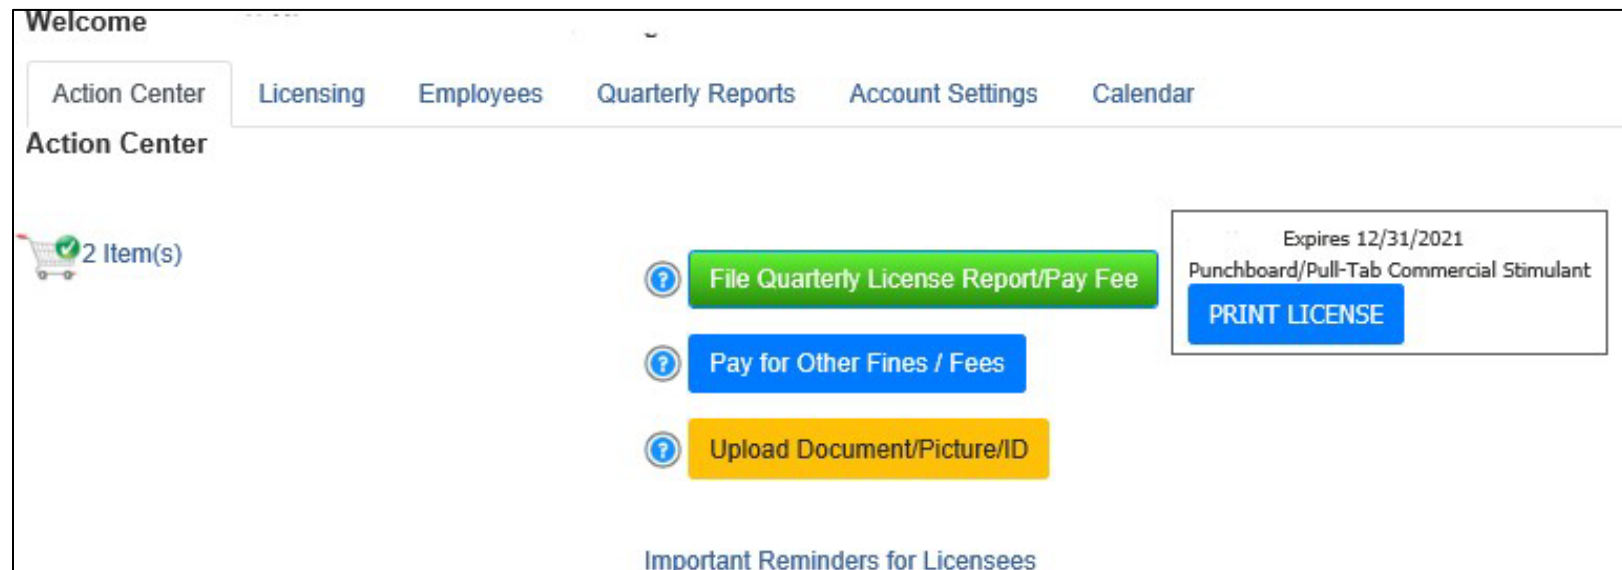 Welcome
Action Center Licensing Employees Quarterly Reports Account Settings Calendar
Action Center
2 Item(s)
File Quarterly License Report/Pay Fee
Pay for Other Fines / Fees
Upload Document/Picture/ID
Expires 12/31/2021
Punchboard/Pull-Tab Commercial Stimulant
PRINT LICENSE
Important Reminders for Licensees